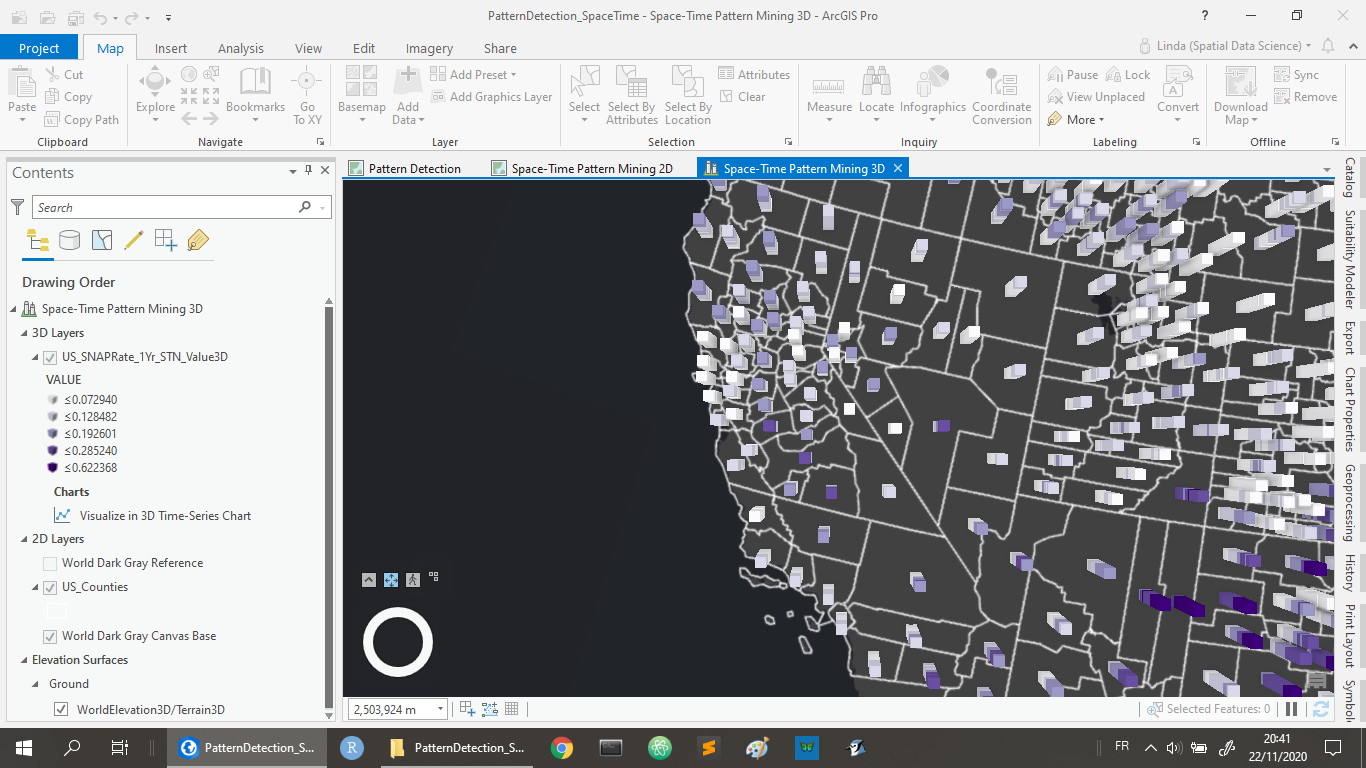 PatternDetection_SpaceTime - Space-Time Pattern Mining 3D - ArcGIS Pro
?
Project
Map
Insert
Analysis
View
Edit
Imagery
Share
Linda (Spatial Data Science)
Paste
Cut
Copy
Copy Path
Clipboard
Explore
Bookmarks
Go
To XY
Navigate
Basemap
Add
Data
Add Preset
Add Graphics Layer
Layer
Select
Select By
Attributes
Select By
Location
Attributes
Clear
Selection
Measure
Locate
Infographics
Coordinate
Conversion
Inquiry
Pause
Lock
View Unplaced
More
Convert
Labeling
Download
Map
Sync
Remove
Offline
Contents
Search
Drawing Order
Space-Time Pattern Mining 3D
3D Layers
US_SNAPRate_1Yr_STN_Value3D
VALUE
≤0.072940
≤0.128482
≤0.192601
≤0.285240
≤0.622368
Charts
Visualize in 3D Time-Series Chart
2D Layers
World Dark Gray Reference
US_Counties
World Dark Gray Canvas Base
Elevation Surfaces
Ground
WorldElevation3D/Terrain3D
Pattern Detection
Space-Time Pattern Mining 2D
Space-Time Pattern Mining 3D
2,503,924 m
Selected Features: 0
Catalog
Suitability Modeler
Export
Chart Properties
Geoprocessing
History
Print Layout
PatternDetection_S...
R
PatternDetection_S...
FR
20:41
22/11/2020